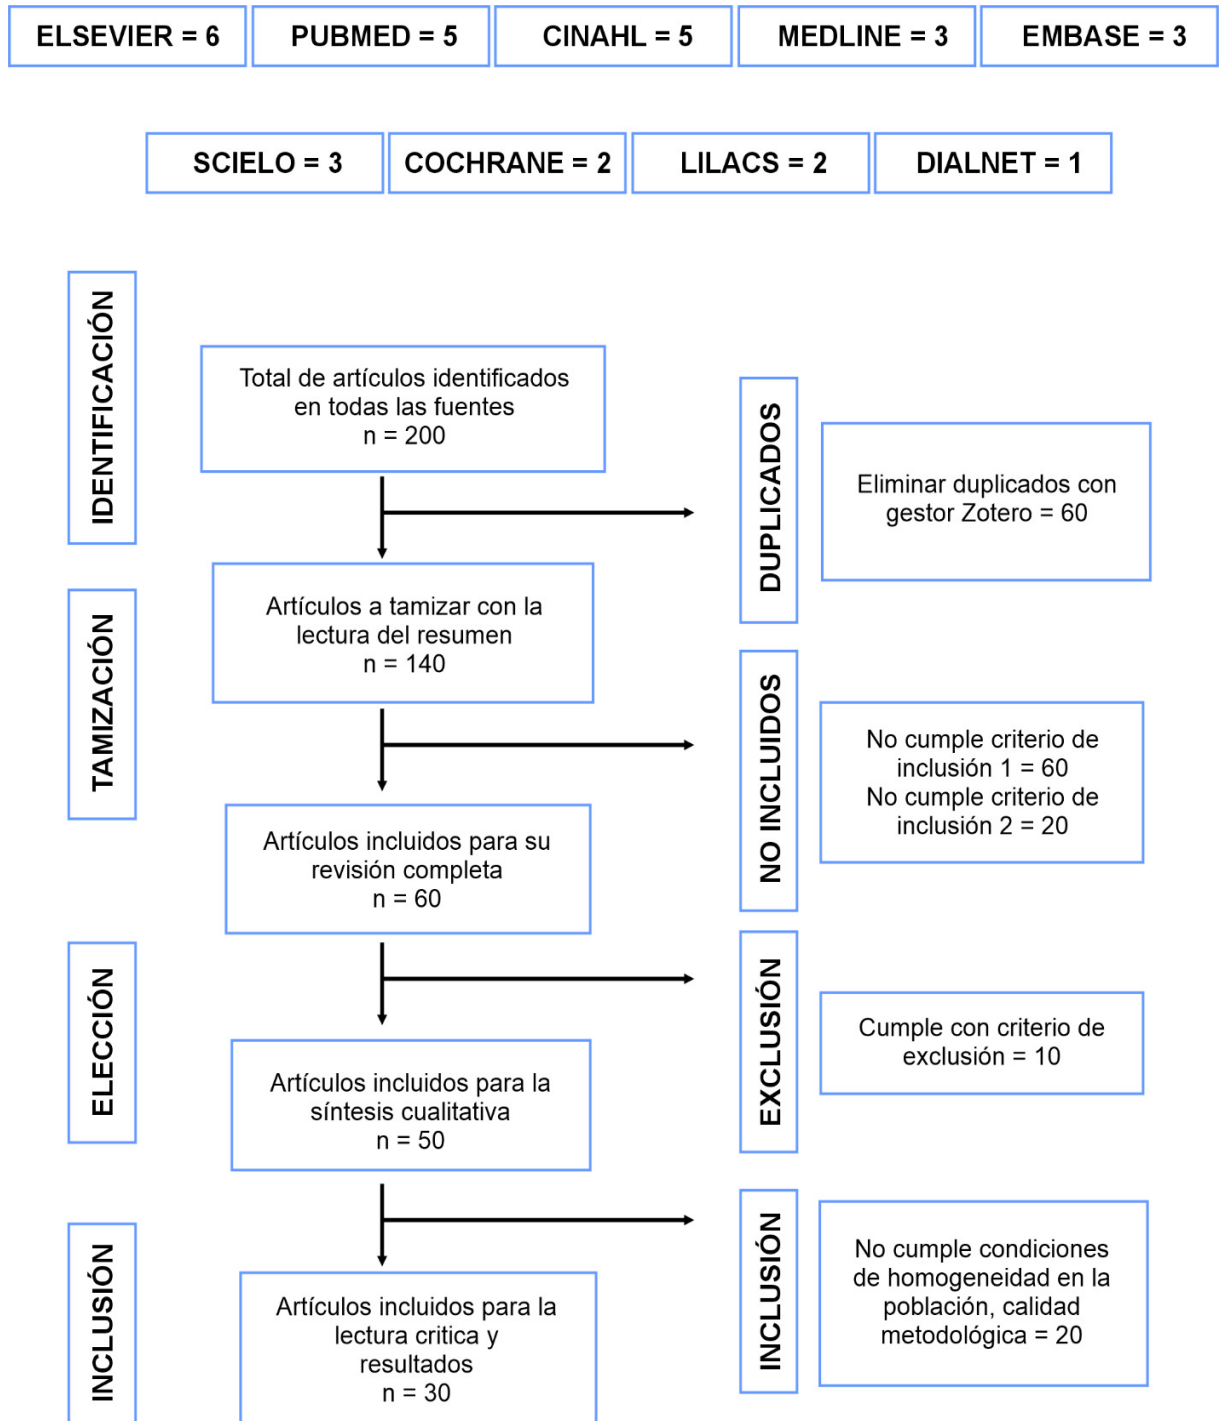 ELSEVIER = 6
PUBMED = 5
CINAHL = 5
MEDLINE = 3
EMBASE = 3
SCIELO = 3
COCHRANE = 2
LILACS = 2
DIALNET = 1
IDENTIFICACIÓN
Total de artículos identificados
en todas las fuentes
n = 200
DUPLICADOS
Eliminar duplicados con
gestor Zotero = 60
TAMIZACIÓN
Artículos a tamizar con la
lectura del resumen
n = 140
NO INCLUIDOS
No cumple criterio de
inclusión 1 = 60
No cumple criterio de
inclusión 2 = 20
Artículos incluidos para su
revisión completa
n = 60
ELECCIÓN
EXCLUSIÓN
Cumple con criterio de
exclusión = 10
Artículos incluidos para la
síntesis cualitativa
n = 50
INCLUSIÓN
INCLUSIÓN
No cumple condiciones
de homogeneidad en la
población, calidad
metodológica = 20
Artículos incluidos para la
lectura critica y
resultados
n = 30